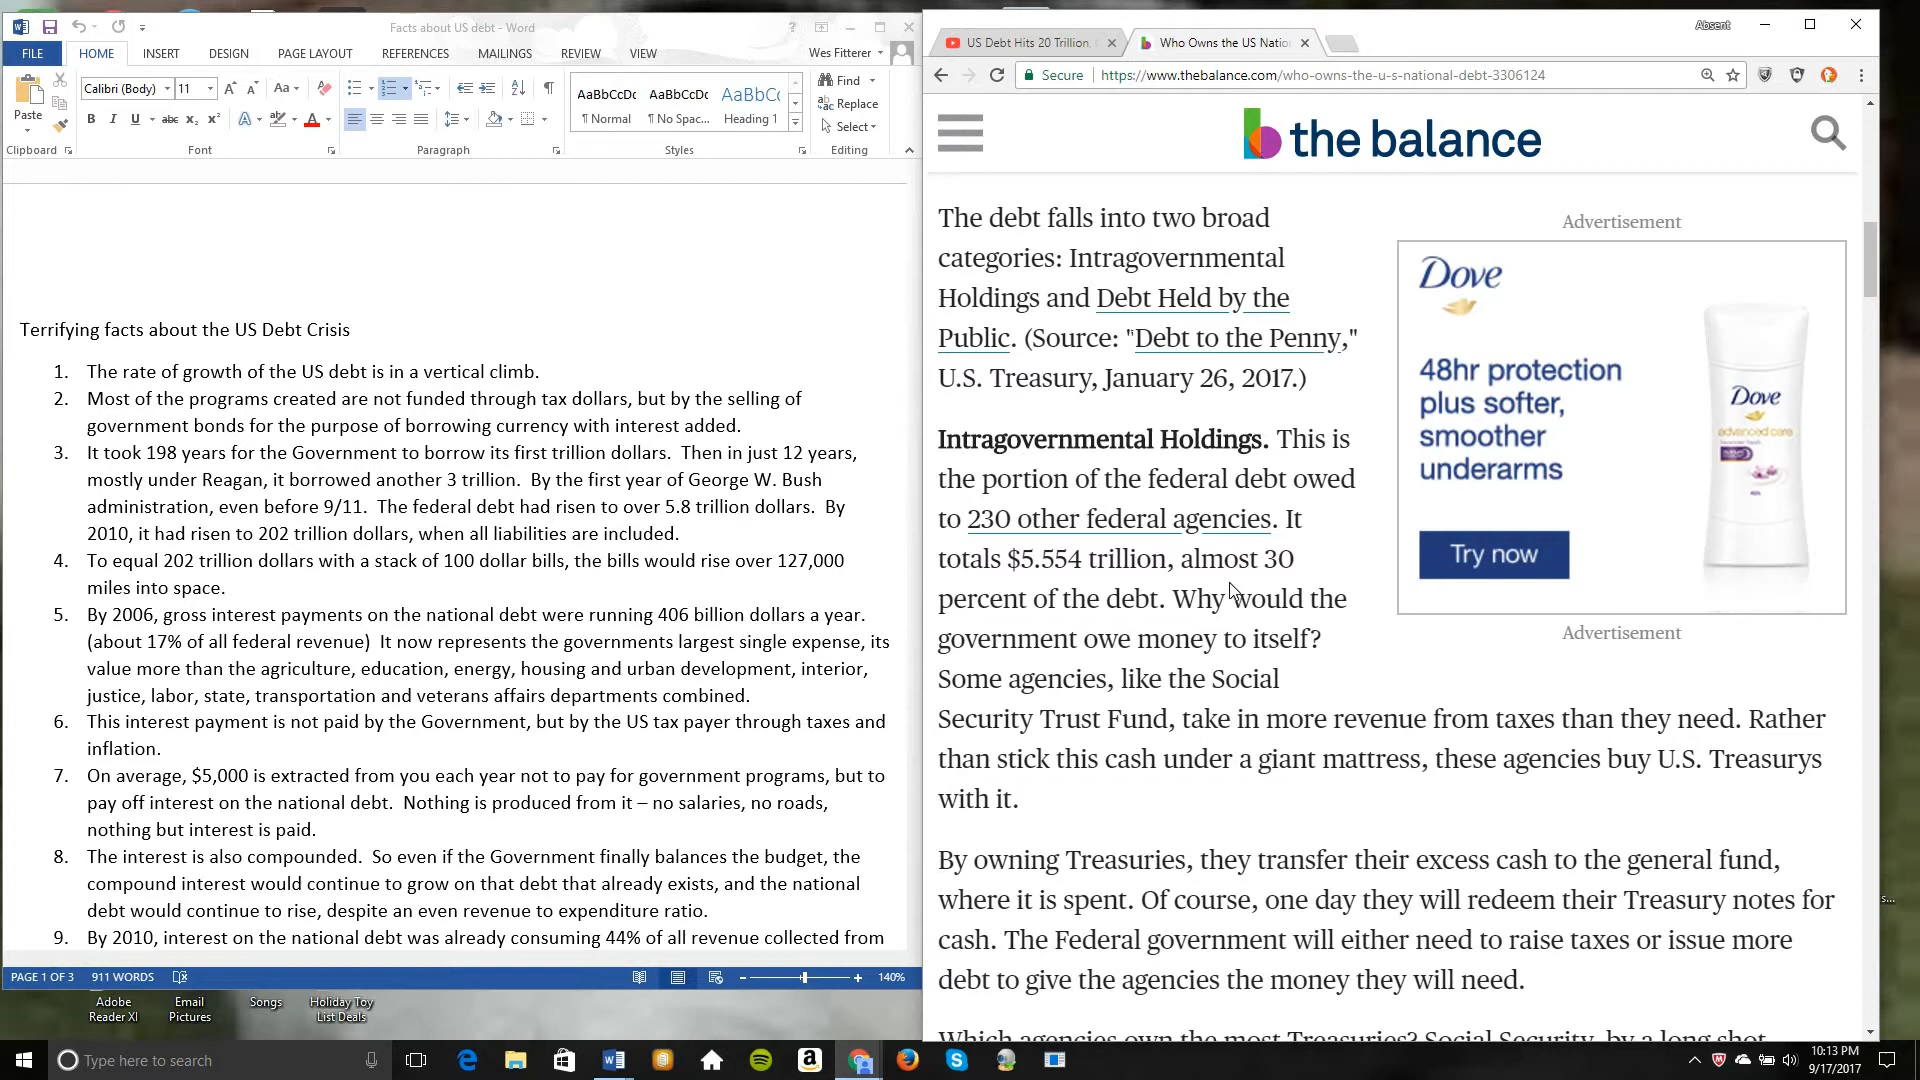 Facts about US debt - Word
FILE HOME INSERT DESIGN PAGE LAYOUT REFERENCES MAILINGS REVIEW VIEW Wes Fitterer
Paste
Calibri (Body) 11
AaBbCcDc AaBbCcDc AaBbCc
¶ Normal ¶ No Spac... Heading 1
Find
Replace
Select
Clipboard Font Paragraph Styles Editing
Terrifying facts about the US Debt Crisis
1. The rate of growth of the US debt is in a vertical climb.
2. Most of the programs created are not funded through tax dollars, but by the selling of
government bonds for the purpose of borrowing currency with interest added.
3. It took 198 years for the Government to borrow its first trillion dollars. Then in just 12 years,
mostly under Reagan, it borrowed another 3 trillion. By the first year of George W. Bush
administration, even before 9/11. The federal debt had risen to over 5.8 trillion dollars. By
2010, it had risen to 202 trillion dollars, when all liabilities are included.
4. To equal 202 trillion dollars with a stack of 100 dollar bills, the bills would rise over 127,000
miles into space.
5. By 2006, gross interest payments on the national debt were running 406 billion dollars a year.
(about 17% of all federal revenue) It now represents the governments largest single expense, its
value more than the agriculture, education, energy, housing and urban development, interior,
justice, labor, state, transportation and veterans affairs departments combined.
6. This interest payment is not paid by the Government, but by the US tax payer through taxes and
inflation.
7. On average, $5,000 is extracted from you each year not to pay for government programs, but to
pay off interest on the national debt. Nothing is produced from it – no salaries, no roads,
nothing but interest is paid.
8. The interest is also compounded. So even if the Government finally balances the budget, the
compound interest would continue to grow on that debt that already exists, and the national
debt would continue to rise, despite an even revenue to expenditure ratio.
9. By 2010, interest on the national debt was already consuming 44% of all revenue collected from
PAGE 1 OF 3 911 WORDS 140%
Adobe Reader XI
Email Pictures
Songs
Holiday Toy List Deals
Absent
US Debt Hits 20 Trillion,
Who Owns the US Natio
Secure https://www.thebalance.com/who-owns-the-u-s-national-debt-3306124
the balance
The debt falls into two broad
categories: Intragovernmental
Holdings and Debt Held by the
Public. (Source: "Debt to the Penny,"
U.S. Treasury, January 26, 2017.)
Intragovernmental Holdings. This is
the portion of the federal debt owed
to 230 other federal agencies. It
totals $5.554 trillion, almost 30
percent of the debt. Why would the
government owe money to itself?
Some agencies, like the Social
Security Trust Fund, take in more revenue from taxes than they need. Rather
than stick this cash under a giant mattress, these agencies buy U.S. Treasurys
with it.
By owning Treasuries, they transfer their excess cash to the general fund,
where it is spent. Of course, one day they will redeem their Treasury notes for
cash. The Federal government will either need to raise taxes or issue more
debt to give the agencies the money they will need.
Which agencies own the most Treasuries? Social Security, by a long shot
Advertisement
Dove
48hr protection
plus softer,
smoother
underarms
Try now
Dove
advanced care
Advertisement
Type here to search
10:13 PM
9/17/2017